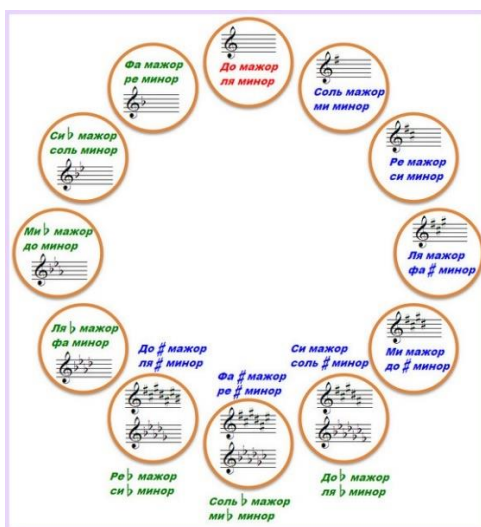 До мажор
ля минор
Соль мажор
ми минор
Ре мажор
си минор
Ля мажор
фа ♯ минор
Ми мажор
до ♯ минор
Си мажор
соль ♯ минор
До ♭ мажор
ля ♭ минор
Фа ♯ мажор
ре ♯ минор
Соль ♭ мажор
ми ♭ минор
До ♯ мажор
ля ♯ минор
Ре ♭ мажор
си ♭ минор
Ля ♭ мажор
фа минор
Ми ♭ мажор
до минор
Си ♭ мажор
соль минор
Фа мажор
ре минор